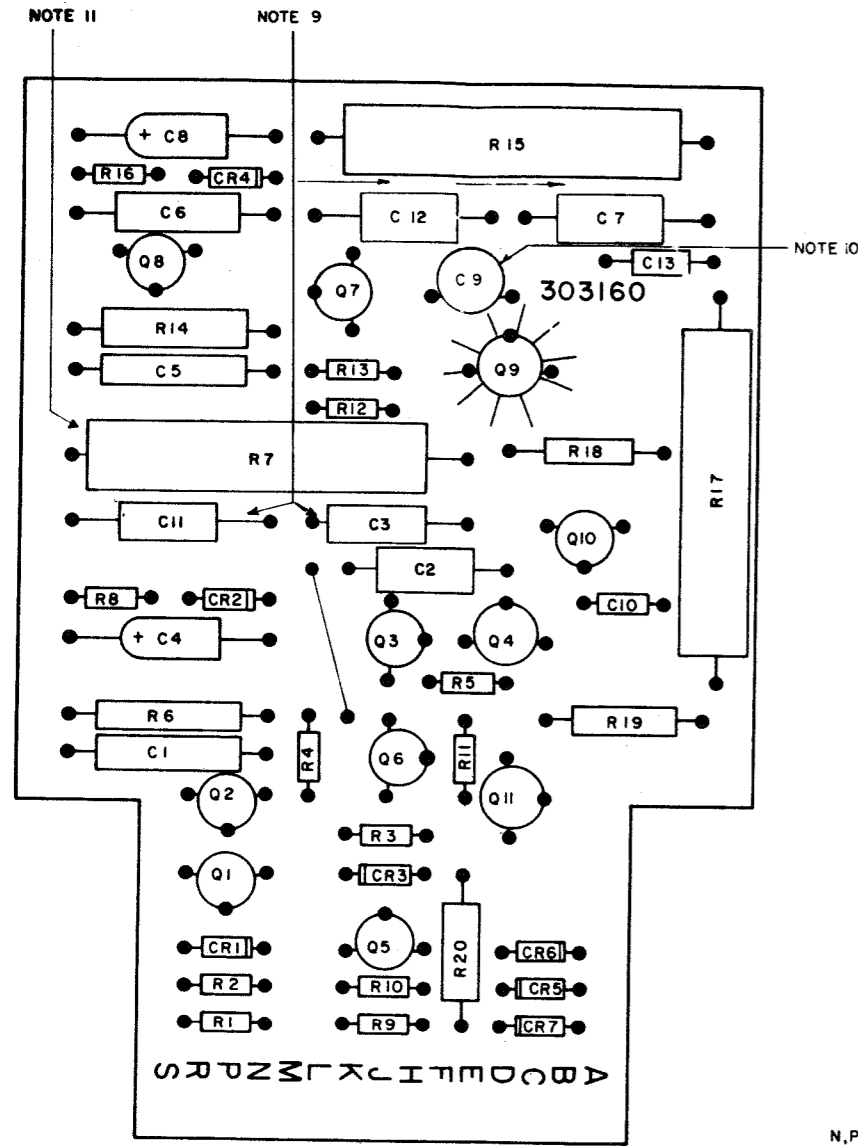 NOTE 11 NOTE 9
C8 R15
R16 CR4
C6 C12 C7
Q8 Q7 C9 C13 NOTE 10
303160
R14
C5 R13 Q9
R12
R7 R18 R17
C11 C3 Q10
C2
R8 CR2 C10
C4 Q3 Q4
R5
R6 R19
C1 R4 Q6 R11
Q2 Q11
R3
Q1 CR3
CR1 Q5 R20 CR6
R2 R10 CR5
R1 R9 CR7
S R P N M L K J H F E D C B A
N,P